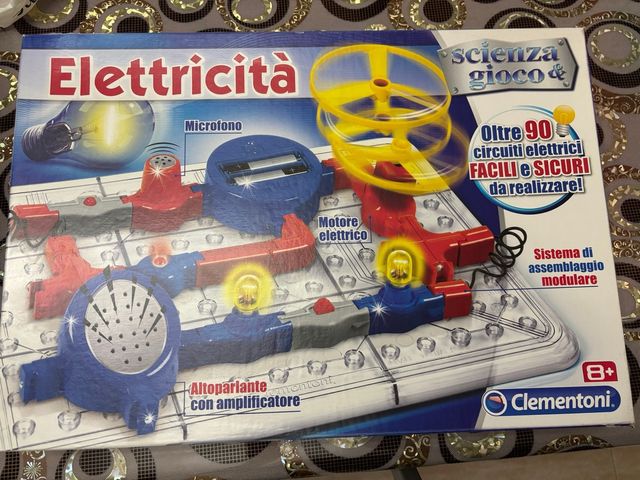 Elettricità
scienza
gioco &
Microfono
Oltre 90
circuiti elettrici
FACILI e SICURI
da realizzare!
Motore
elettrico
Sistema di
assemblaggio
modulare
Altoparlante
con amplificatore
8+
Clementoni